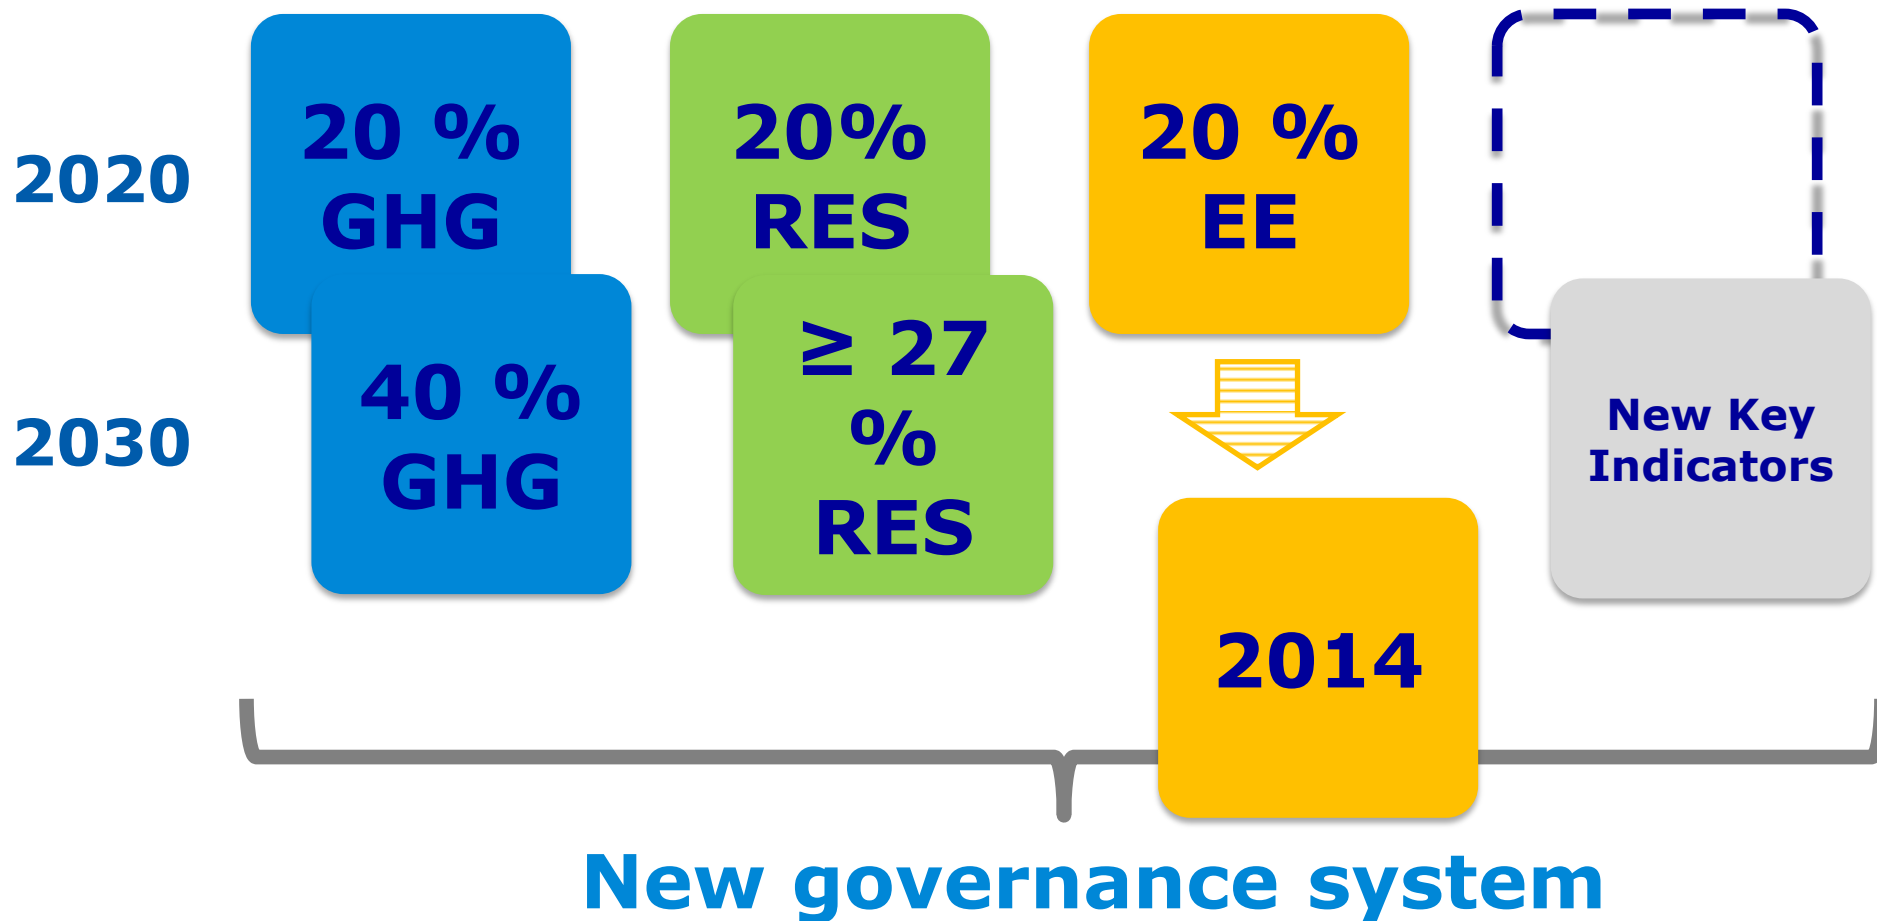 2020
20 %
GHG
20%
RES
20 %
EE
2030
40 %
GHG
≥ 27
%
RES
New Key
Indicators
2014
New governance system